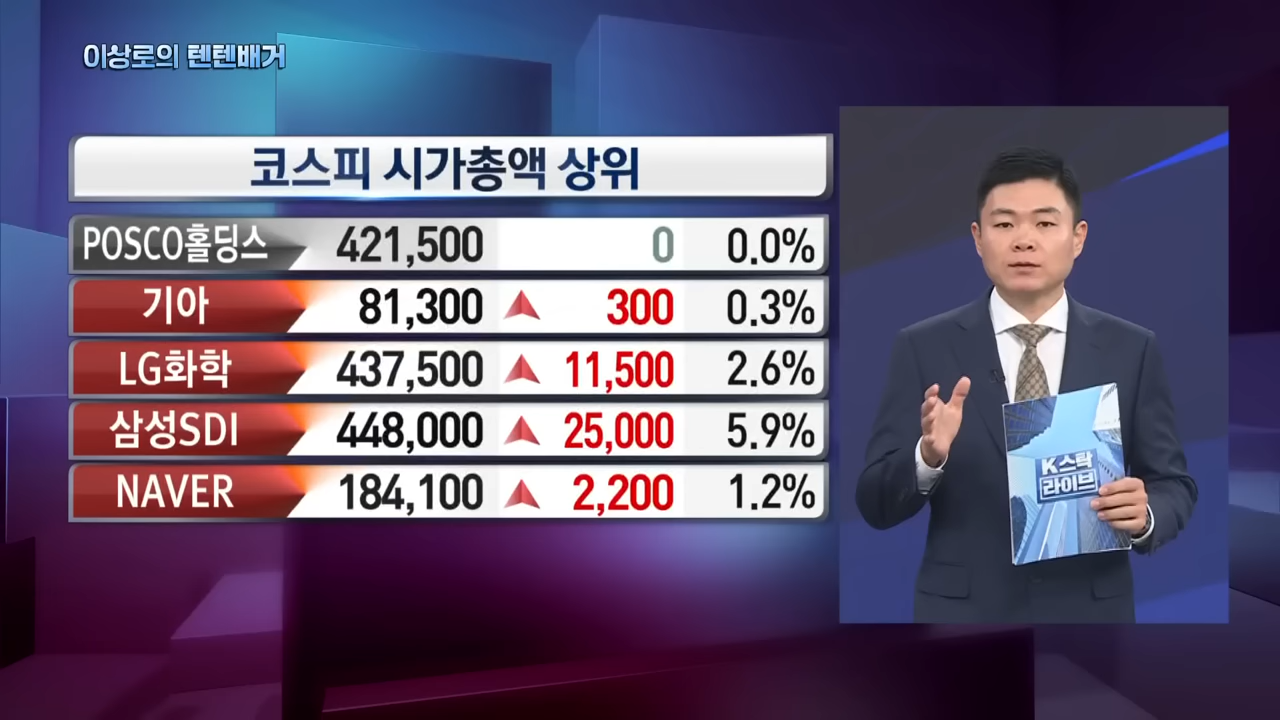 이상로의 텐텐배거
코스피 시가총액 상위
POSCO홀딩스 421,500 0 0.0%
기아 81,300 ▲ 300 0.3%
LG화학 437,500 ▲ 11,500 2.6%
삼성SDI 448,000 ▲ 25,000 5.9%
NAVER 184,100 ▲ 2,200 1.2%
K스탁
라이브